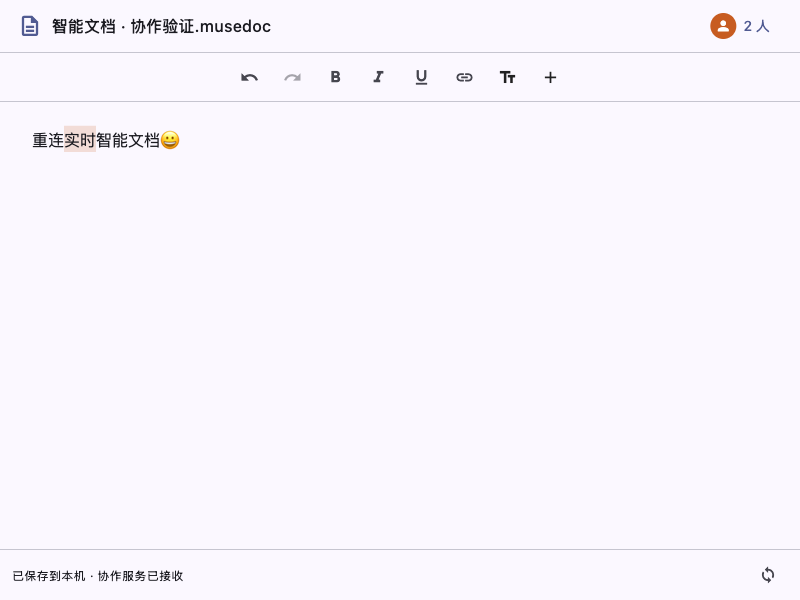 智能文档 · 协作验证.musedoc
2 人
B I U Tr +
重连实时智能文档😀
已保存到本机 · 协作服务已接收